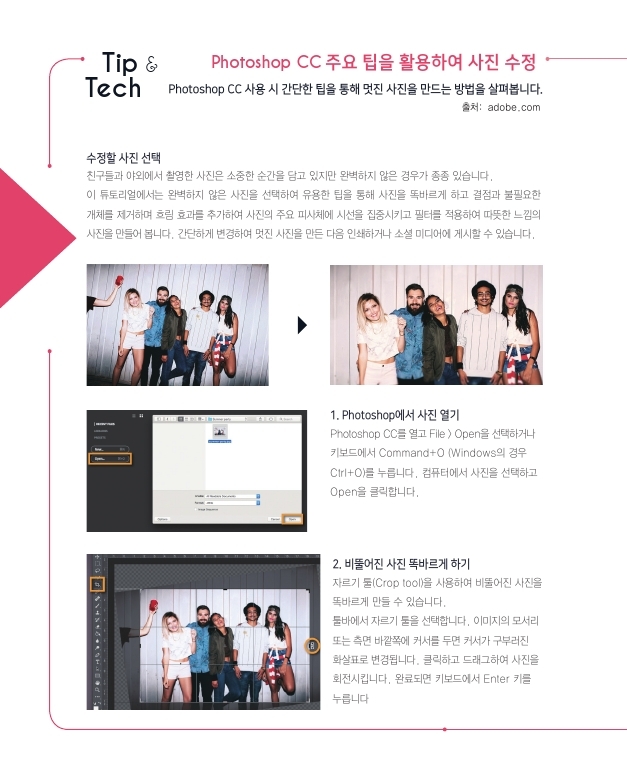 Tip &
Tech
Photoshop CC 주요 팁을 활용하여 사진 수정
Photoshop CC 사용 시 간단한 팁을 통해 멋진 사진을 만드는 방법을 살펴봅니다.
출처: adobe.com
수정할 사진 선택
친구들과 야외에서 촬영한 사진은 소중한 순간을 담고 있지만 완벽하지 않은 경우가 종종 있습니다.
이 튜토리얼에서는 완벽하지 않은 사진을 선택하여 유용한 팁을 통해 사진을 똑바르게 하고 결점과 불필요한
개체를 제거하며 흐림 효과를 추가하여 사진의 주요 피사체에 시선을 집중시키고 필터를 적용하여 따뜻한 느낌의
사진을 만들어 봅니다. 간단하게 변경하여 멋진 사진을 만든 다음 인쇄하거나 소셜 미디어에 게시할 수 있습니다.
RECENT FILES
New...
Open...
Options
Cancel
Open
1. Photoshop에서 사진 열기
Photoshop CC를 열고 File > Open을 선택하거나
키보드에서 Command+O (Windows의 경우
Ctrl+O)를 누릅니다. 컴퓨터에서 사진을 선택하고
Open을 클릭합니다.
2. 비뚤어진 사진 똑바르게 하기
자르기 툴(Crop tool)을 사용하여 비뚤어진 사진을
똑바르게 만들 수 있습니다.
툴바에서 자르기 툴을 선택합니다. 이미지의 모서리
또는 측면 바깥쪽에 커서를 두면 커서가 구부러진
화살표로 변경됩니다. 클릭하고 드래그하여 사진을
회전시킵니다. 완료되면 키보드에서 Enter 키를
누릅니다